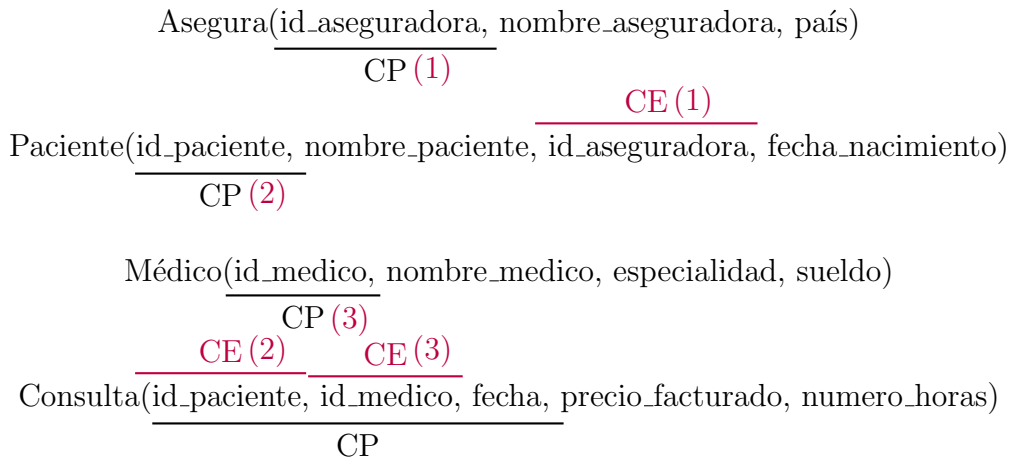 Asegura(id_aseguradora, nombre_aseguradora, país)
CP (1)
CE (1)
Paciente(id_paciente, nombre_paciente, id_aseguradora, fecha_nacimiento)
CP (2)
Médico(id_medico, nombre_medico, especialidad, sueldo)
CP (3)
CE (2) CE (3)
Consulta(id_paciente, id_medico, fecha, precio_facturado, numero_horas)
CP